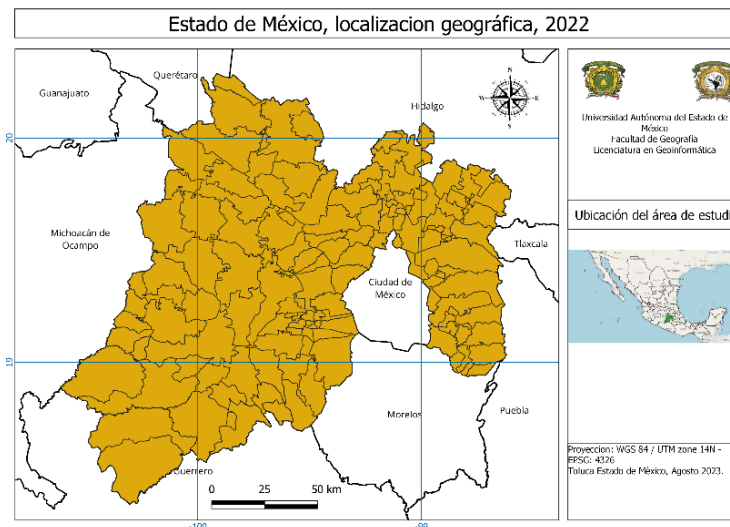 Estado de México, localizacion geográfica, 2022
Querétaro
Guanajuato
Hidalgo
W E
S
20
Michoacán de
Ocampo
Tlaxcala
Ciudad de
México
19
Morelos
Puebla
Guerrero
0 25 50 km
-100 -99
Universidad Autónoma del Estado de
México
Facultad de Geografía
Licenciatura en Geoinformática
Ubicación del área de estudi
Proyeccion: WGS 84 / UTM zone 14N -
EPSG: 4326
Toluca Estado de México, Agosto 2023.